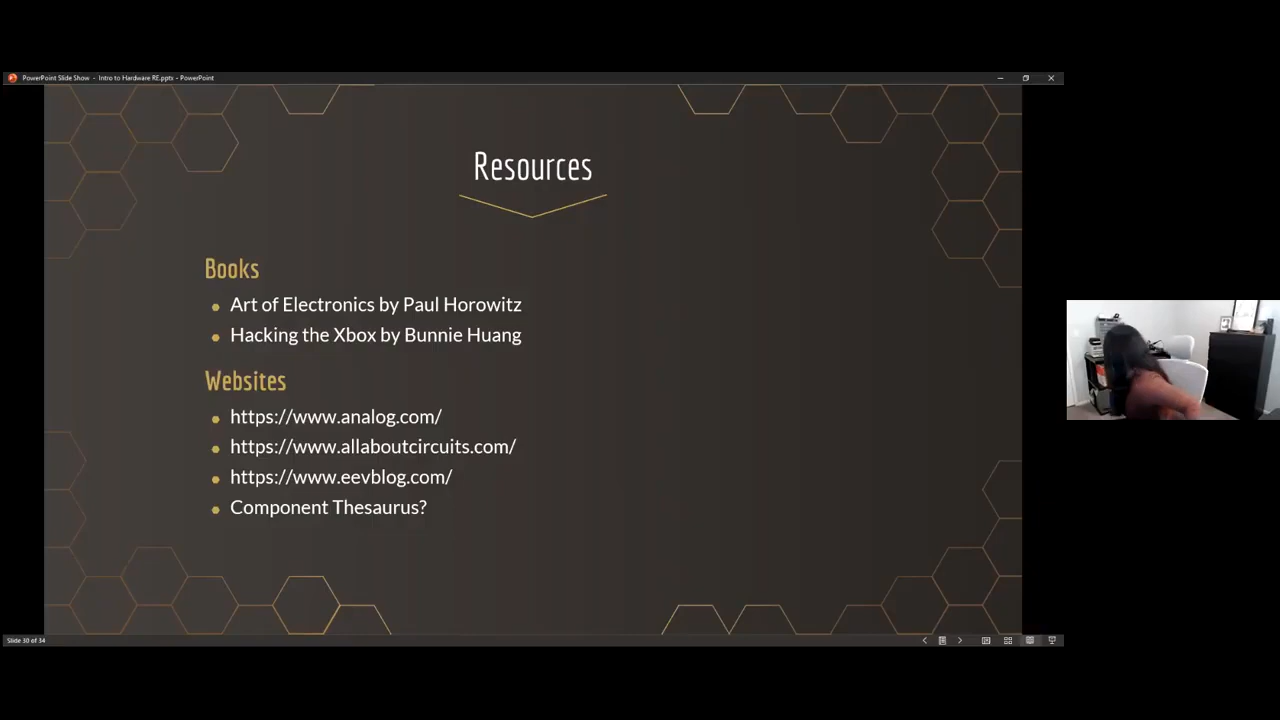 PowerPoint Slide Show - Intro to Hardware RE.pptx - PowerPoint
Resources
Books
Art of Electronics by Paul Horowitz
Hacking the Xbox by Bunnie Huang
Websites
https://www.analog.com/
https://www.allaboutcircuits.com/
https://www.eevblog.com/
Component Thesaurus?
Slide 30 of 34